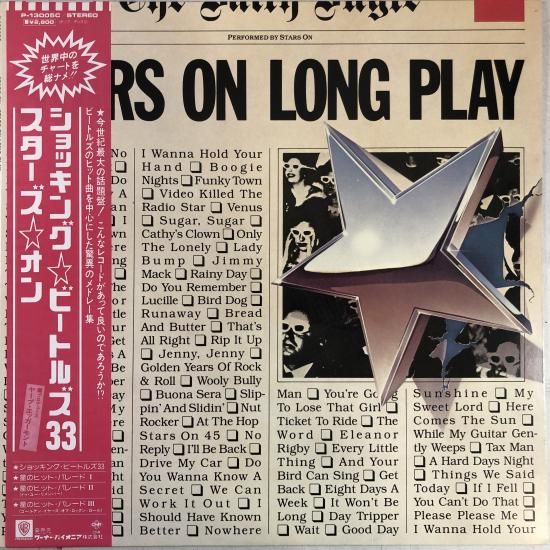 P-13005C STEREO
¥2,800
世界中の
チャートを
総ナメ!!
ショッキング☆ビートルズ33
スターズ☆オン
★今世紀最大の話題盤!こんなレコードがあって良いのであろうか!?
ビートルズのヒット曲を中心にした驚異のメドレー集
★ショッキング・ビートルズ33
★星のヒット・パレード I
★星のヒット・パレード II
★星のヒット・パレード III
ワーナー・パイオニア株式会社
PERFORMED BY STARS ON
RS ON LONG PLAY
No
Do
A
an
I
re
ng
I Wanna Hold Your
Hand ❑ Boogie
Nights ❑ Funky Town
❑ Video Killed The
Radio Star ❑ Venus
❑ Sugar, Sugar ❑
Cathy's Clown ❑ Only
The Lonely ❑ Lady
Bump ❑ Jimmy
Mack ❑ Rainy Day ❑
Do You Remember ❑
Lucille ❑ Bird Dog ❑
Runaway ❑ Bread
And Butter ❑ That's
All Right ❑ Rip It Up
❑ Jenny, Jenny ❑
Golden Years Of Rock
& Roll ❑ Wooly Bully
❑ Buona Sera ❑ Slip-
pin' And Slidin' ❑ Nut
Rocker ❑ At The Hop
Stars On 45 ❑ No
Reply ❑ I'll Be Back
Drive My Car ❑ Do
You Wanna Know A
Secret ❑ We Can
Work It Out ❑ I
Should Have Known
Better ❑ Nowhere
Man ❑ You're Going
To Lose That Girl ❑
Ticket To Ride ❑ The
Word ❑ Eleanor
Rigby ❑ Every Little
Thing ❑ And Your
Bird Can Sing ❑ Get
Back ❑ Eight Days A
Week ❑ It Won't Be
Long ❑ Day Tripper
❑ Wait ❑ Good Day
Sunshine ❑ My
Sweet Lord ❑ Here
Comes The Sun ❑
While My Guitar Gen-
tly Weeps ❑ Tax Man
❑ A Hard Days Night
❑ Things We Said
Today ❑ If I Fell ❑
You Can't Do That ❑
Please Please Me ❑
I Wanna Hold Your